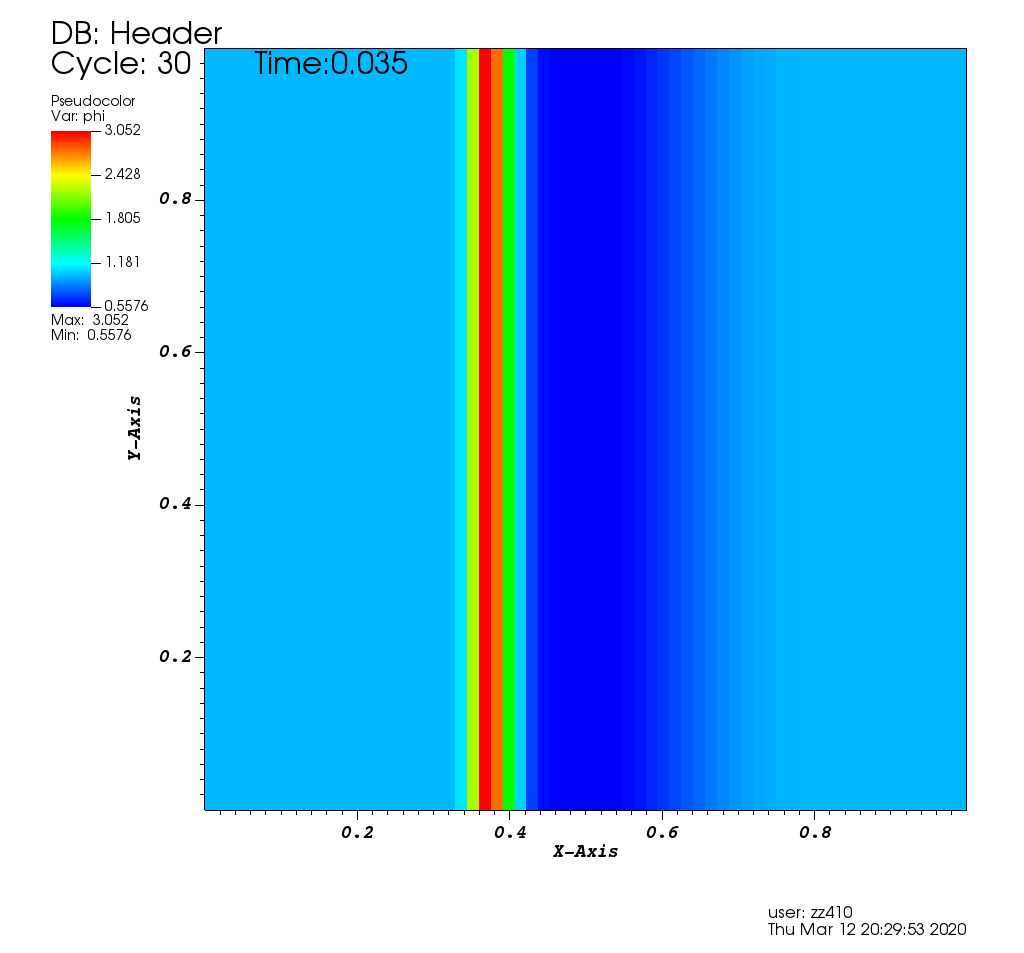 DB: Header
Cycle: 30 Time:0.035
Pseudocolor
Var: phi
3.052
2.428
1.805
1.181
0.5576
Max: 3.052
Min: 0.5576
0.8
0.6
0.4
0.2
Y-Axis
0.2 0.4 0.6 0.8
X-Axis
user: zz410
Thu Mar 12 20:29:53 2020